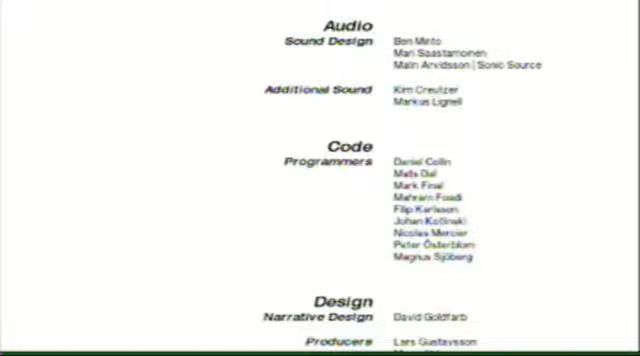 Audio
Sound Design Ben Minto
Mari Saastamoinen
Malin Arvidsson | Sonic Source
Additional Sound Kim Creutzer
Markus Lignell
Code
Programmers Daniel Collin
Mats Dal
Mark Final
Mahram Foadi
Filip Karlsson
Johan Kotlinski
Nicolas Mercier
Peter Österblom
Magnus Sjöberg
Design
Narrative Design David Goldfarb
Producers Lars Gustavsson